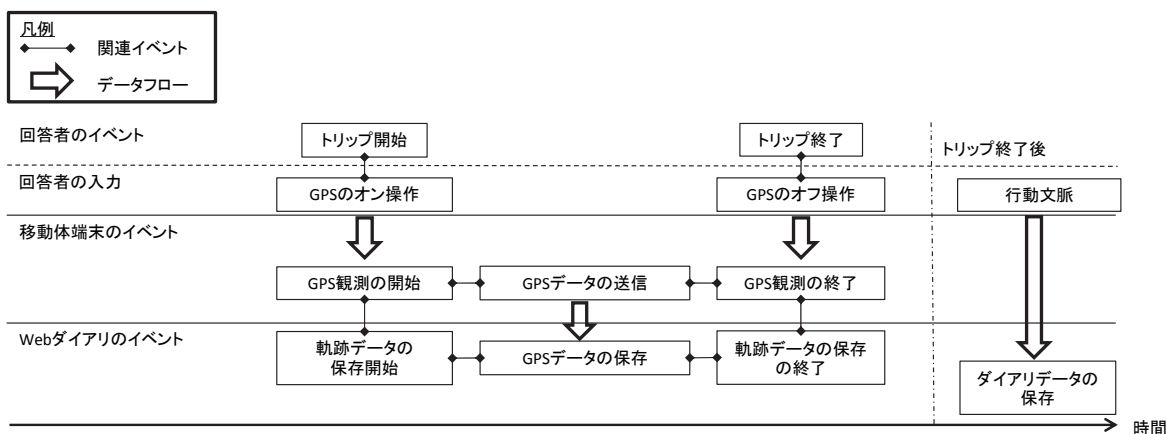 凡例
関連イベント
データフロー
回答者のイベント
トリップ開始
トリップ終了
トリップ終了後
回答者の入力
GPSのオン操作
GPSのオフ操作
行動文脈
移動体端末のイベント
GPS観測の開始
GPSデータの送信
GPS観測の終了
Webダイアリのイベント
軌跡データの
保存開始
GPSデータの保存
軌跡データの保存
の終了
ダイアリデータの
保存
時間